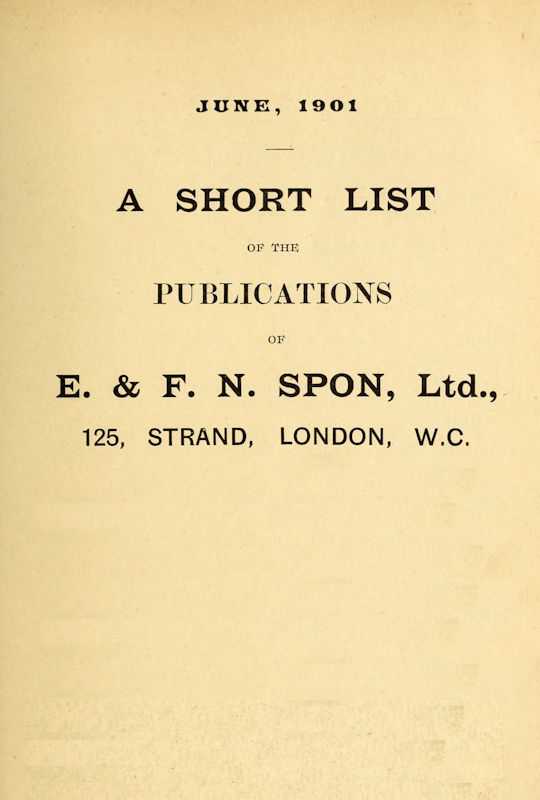 JUNE, 1901
A SHORT LIST
OF THE
PUBLICATIONS
OF
E. & F. N. SPON, Ltd.,
125, STRAND, LONDON, W.C.